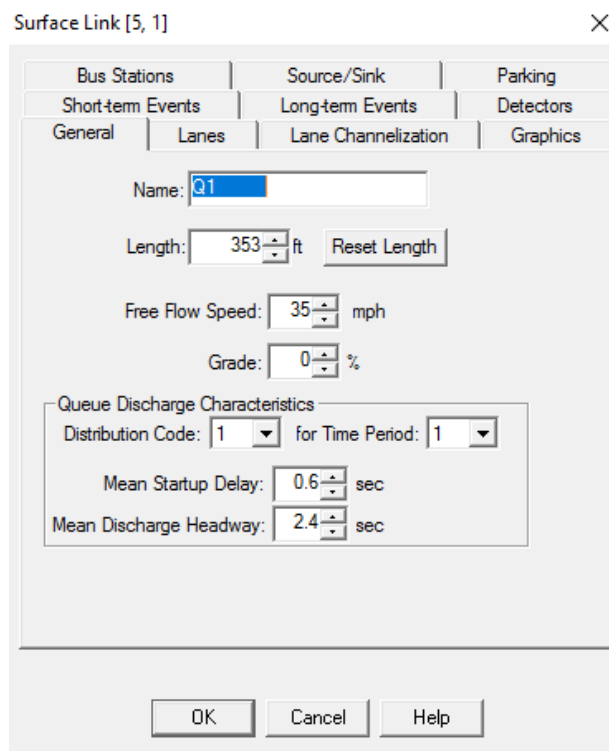 Surface Link [5, 1]
Bus Stations Source/Sink Parking
Short-term Events Long-term Events Detectors
General Lanes Lane Channelization Graphics
Name: Q1
Length: 353 ft Reset Length
Free Flow Speed: 35 mph
Grade: 0 %
Queue Discharge Characteristics
Distribution Code: 1 for Time Period: 1
Mean Startup Delay: 0.6 sec
Mean Discharge Headway: 2.4 sec
OK Cancel Help